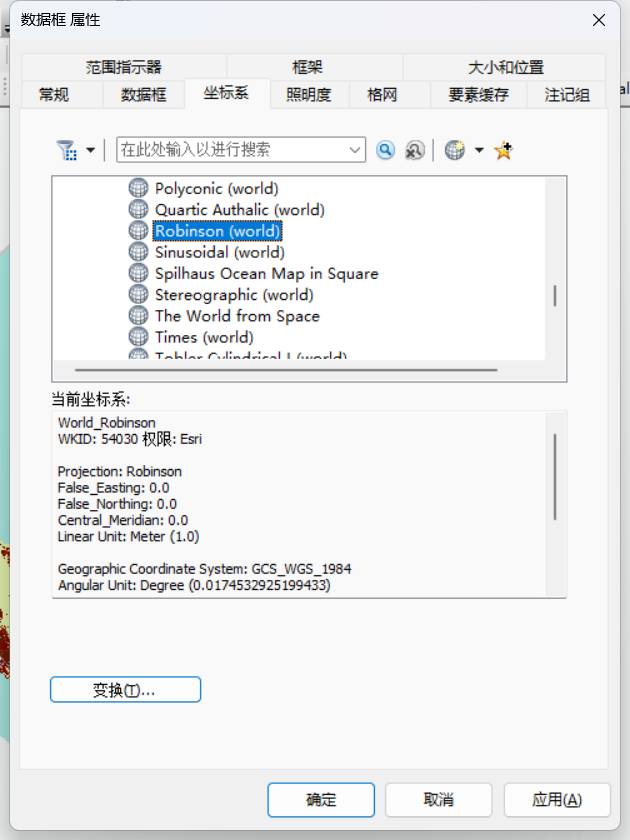 数据框 属性
范围指示器 框架 大小和位置
常规 数据框 坐标系 照明度 格网 要素缓存 注记组
在此处输入以进行搜索
Polyconic (world)
Quartic Authalic (world)
Robinson (world)
Sinusoidal (world)
Spilhaus Ocean Map in Square
Stereographic (world)
The World from Space
Times (world)
Tobler Cylindrical I (world)
当前坐标系:
World_Robinson
WKID: 54030 权限: Esri
Projection: Robinson
False_Easting: 0.0
False_Northing: 0.0
Central_Meridian: 0.0
Linear Unit: Meter (1.0)
Geographic Coordinate System: GCS_WGS_1984
Angular Unit: Degree (0.0174532925199433)
变换(T)...
确定 取消 应用(A)